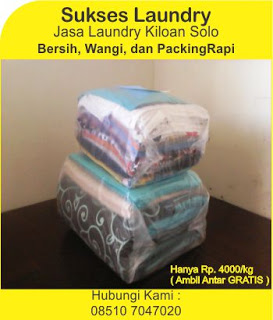 Sukses Laundry
Jasa Laundry Kiloan Solo
Bersih, Wangi, dan PackingRapi
Hanya Rp. 4000/kg
( Ambil Antar GRATIS )
Hubungi Kami :
08510 7047020